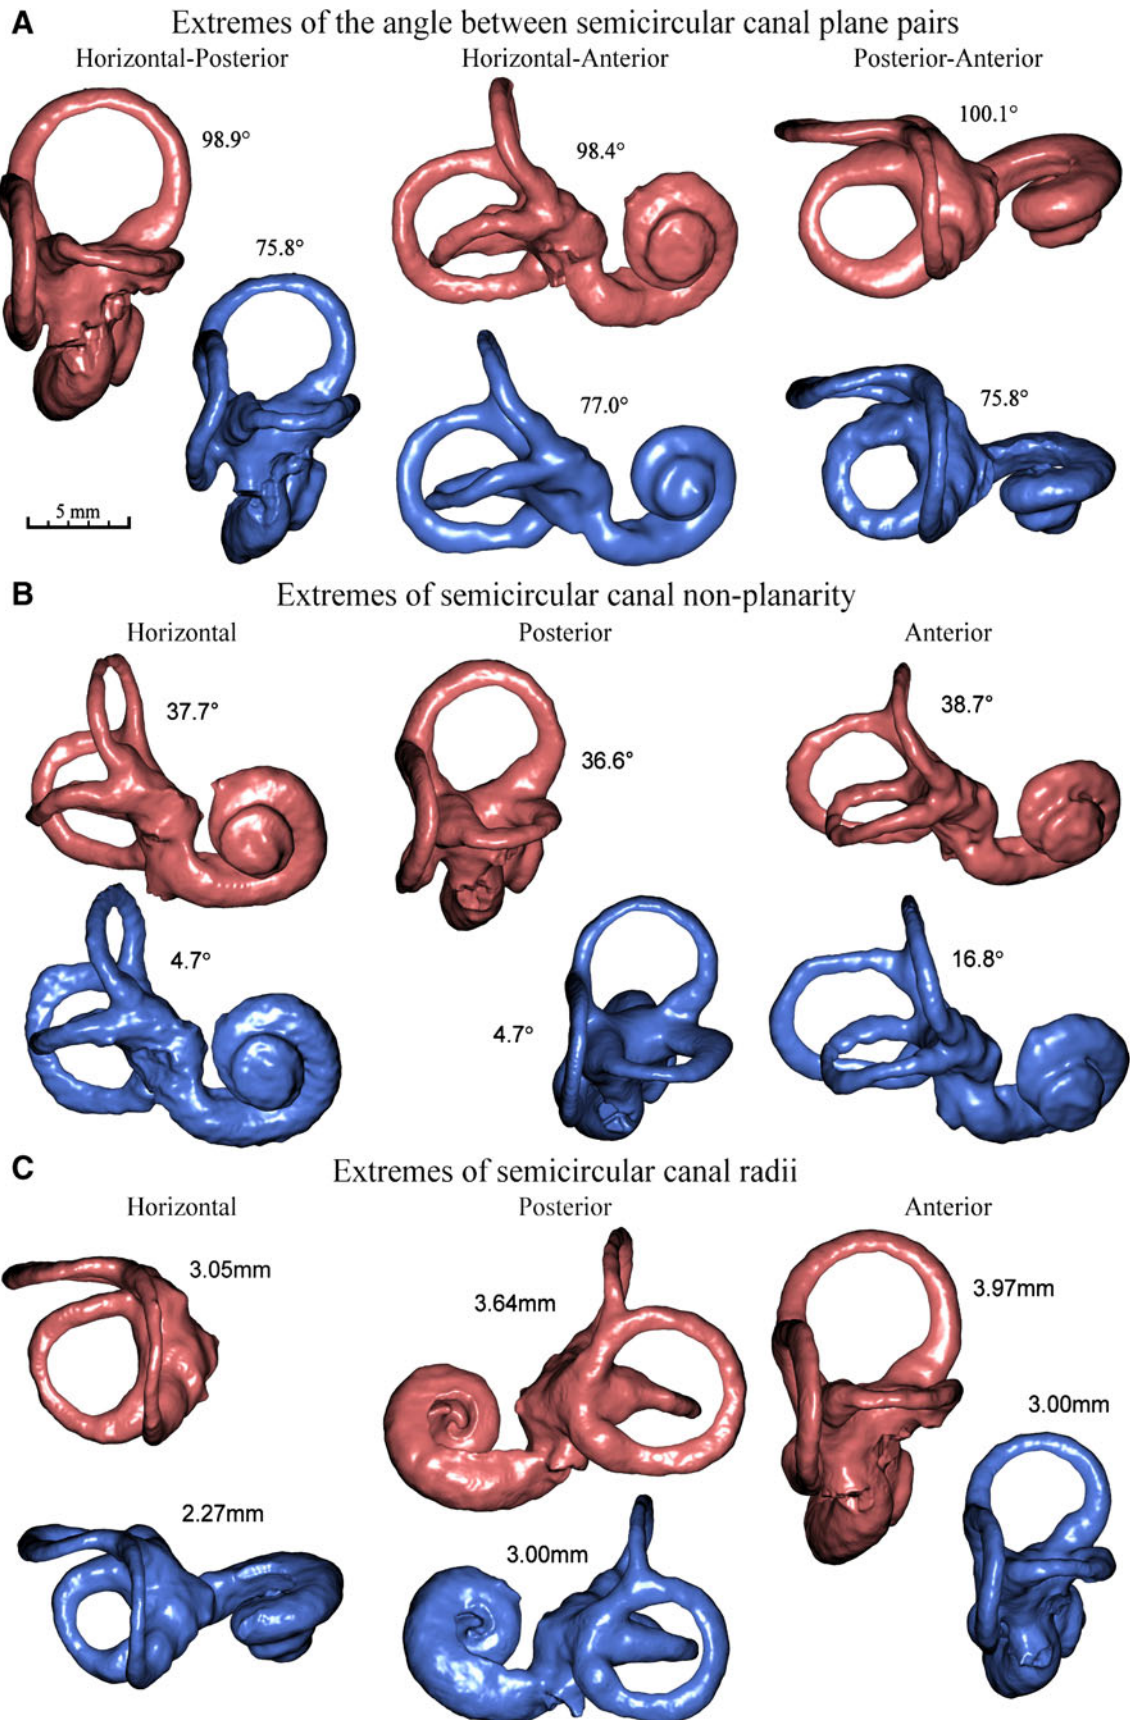 A Extremes of the angle between semicircular canal plane pairs
Horizontal-Posterior Horizontal-Anterior Posterior-Anterior
98.9°
98.4°
100.1°
75.8°
77.0°
75.8°
5 mm
B Extremes of semicircular canal non-planarity
Horizontal Posterior Anterior
37.7°
36.6°
38.7°
4.7°
4.7°
16.8°
C Extremes of semicircular canal radii
Horizontal Posterior Anterior
3.05mm
3.64mm
3.97mm
2.27mm
3.00mm
3.00mm